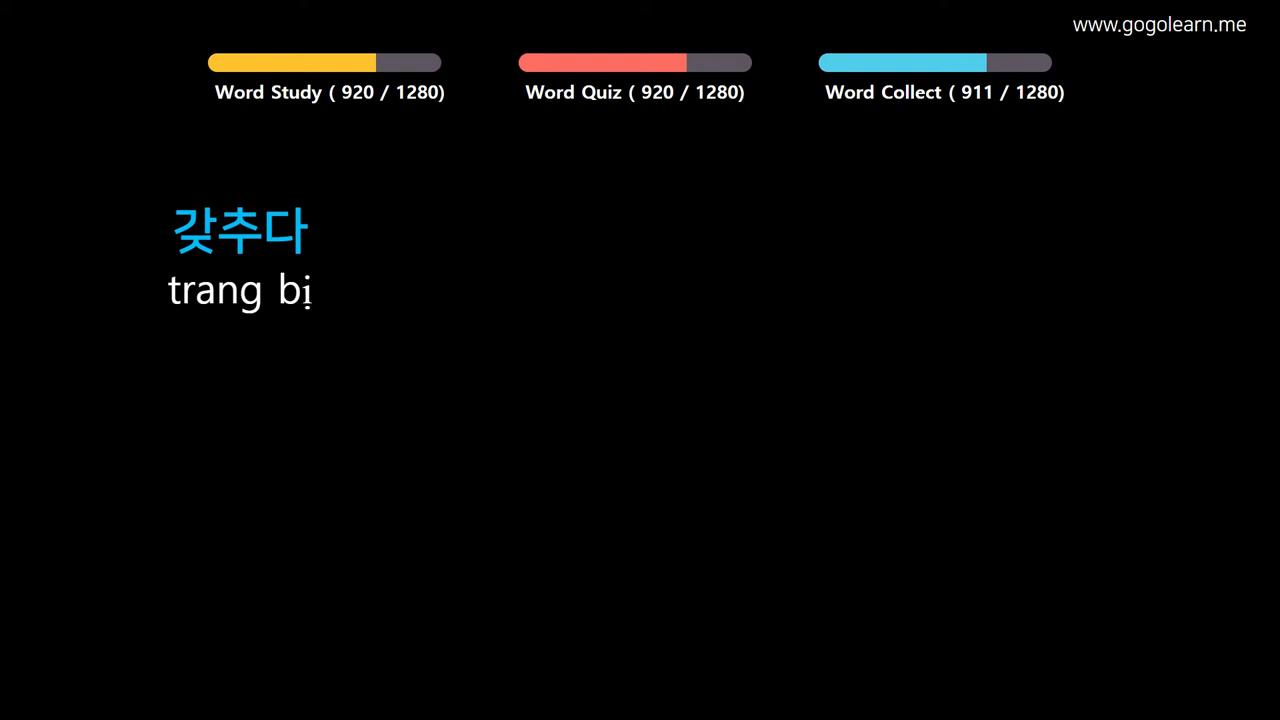 www.gogolearn.me
Word Study ( 920 / 1280)
Word Quiz ( 920 / 1280)
Word Collect ( 911 / 1280)
갖추다
trang bị